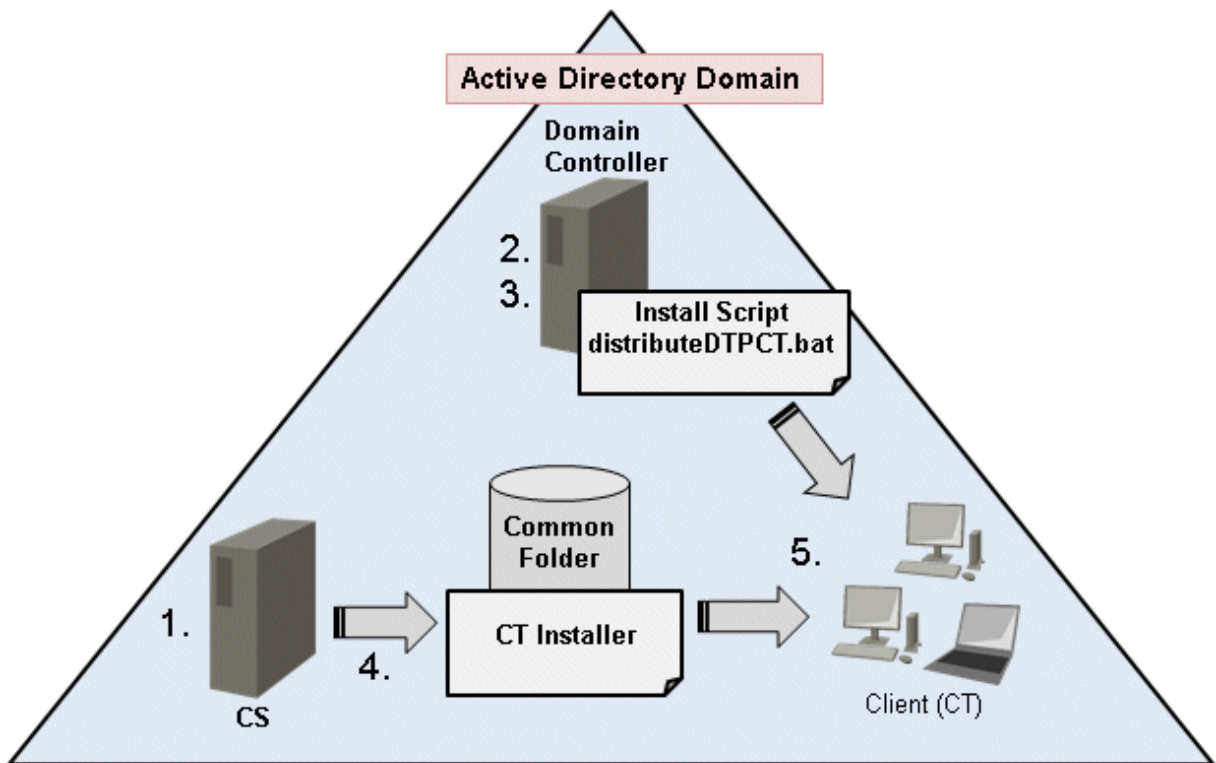 Active Directory Domain
Domain
Controller
2.
3.
Install Script
distributeDTPCT.bat
Common
Folder
5.
1.
CT Installer
4.
CS
Client (CT)